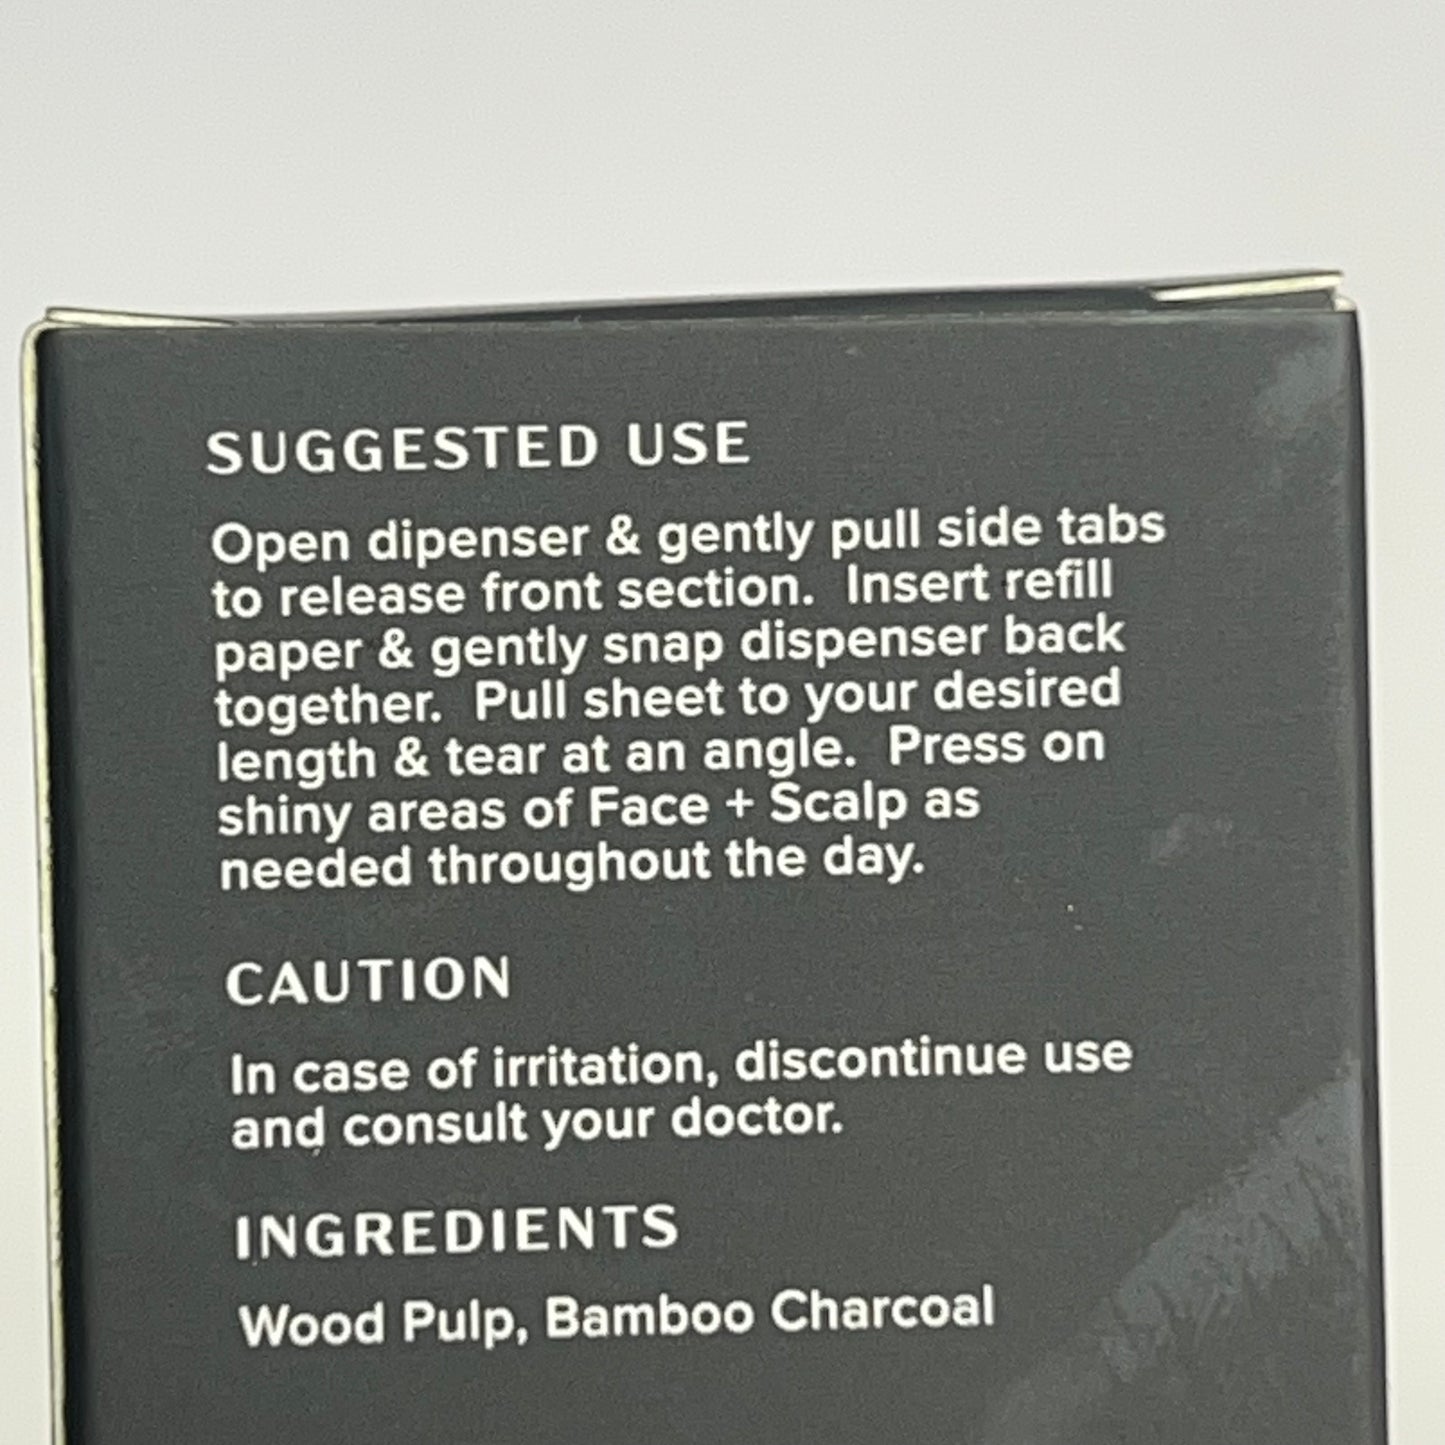 SUGGESTED USE
Open dipenser & gently pull side tabs
to release front section.  Insert refill
paper & gently snap dispenser back
together.  Pull sheet to your desired
length & tear at an angle.  Press on
shiny areas of Face + Scalp as
needed throughout the day.
CAUTION
In case of irritation, discontinue use
and consult your doctor.
INGREDIENTS
Wood Pulp, Bamboo Charcoal